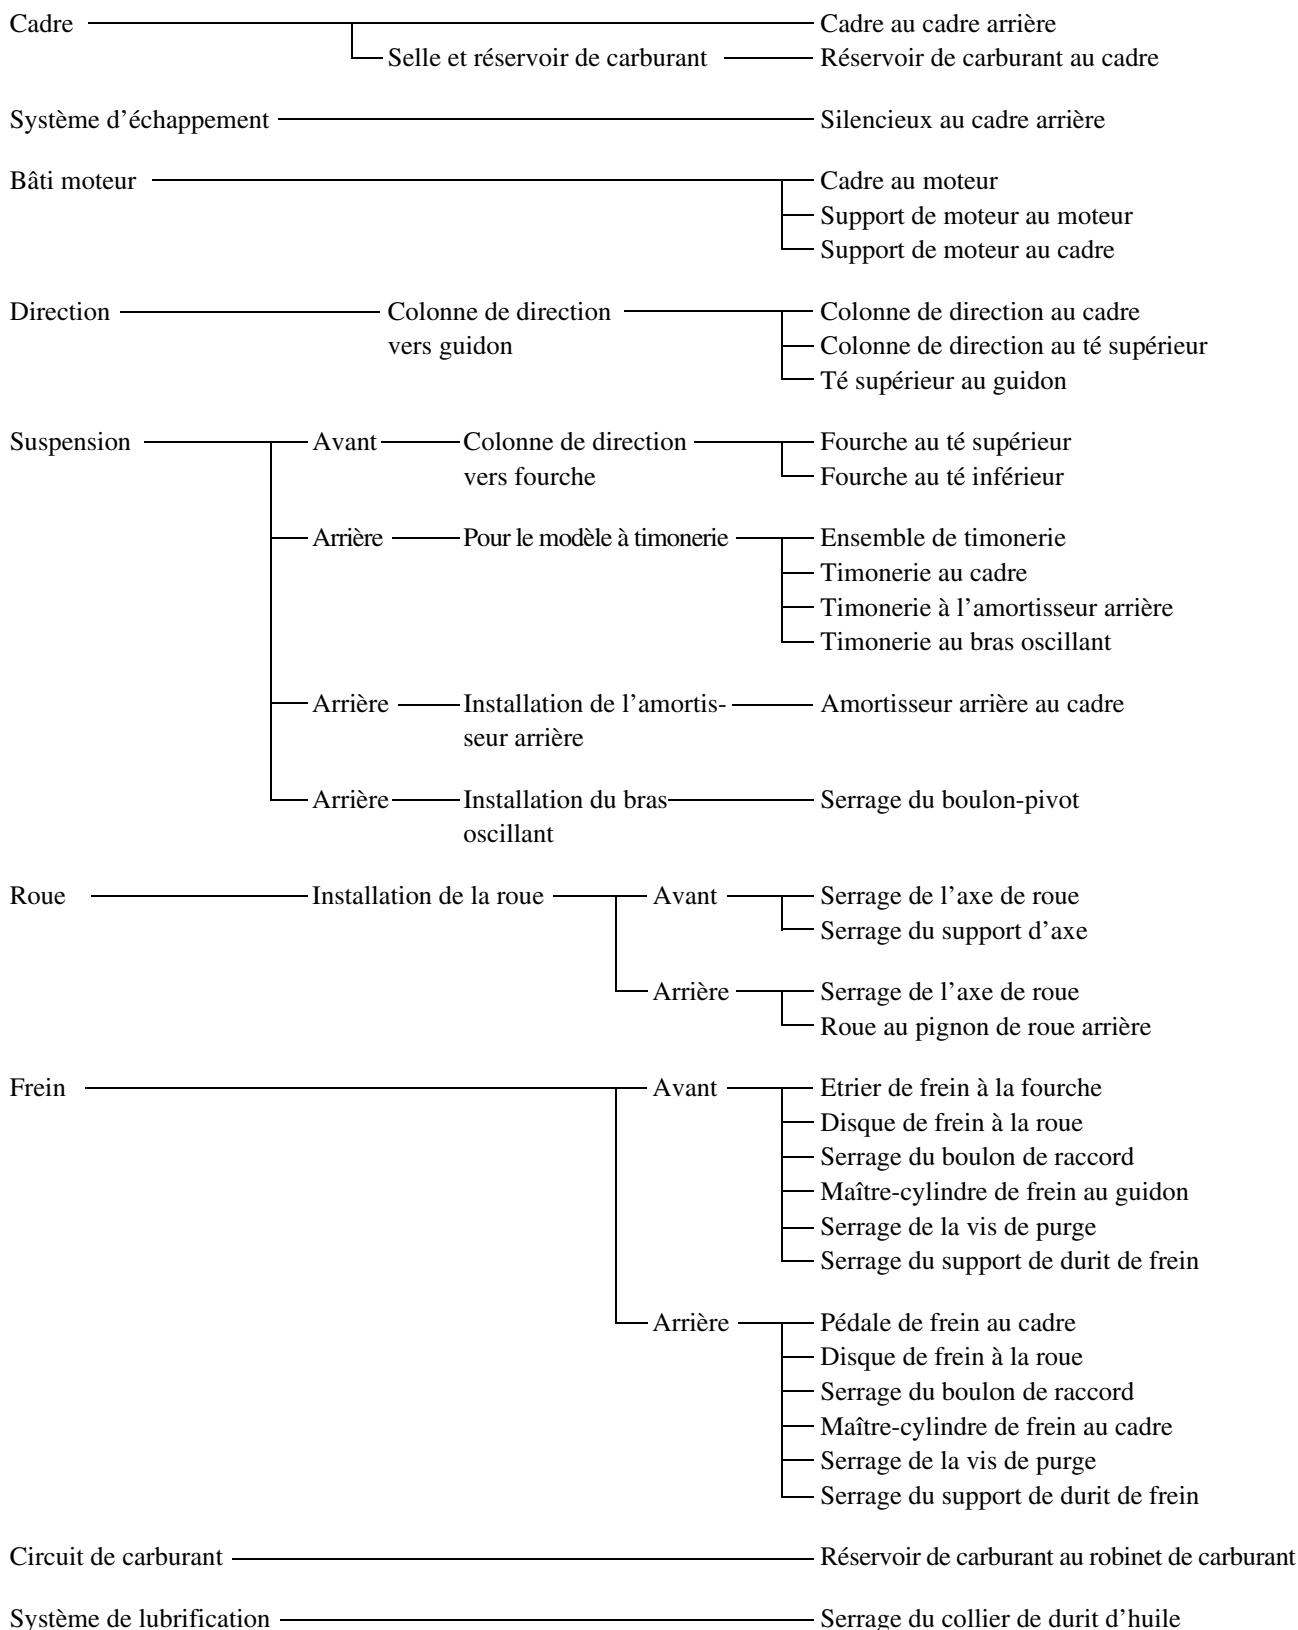 Cadre
Cadre au cadre arrière
Selle et réservoir de carburant
Réservoir de carburant au cadre
Système d'échappement
Silencieux au cadre arrière
Bâti moteur
Cadre au moteur
Support de moteur au moteur
Support de moteur au cadre
Direction
Colonne de direction
vers guidon
Colonne de direction au cadre
Colonne de direction au té supérieur
Té supérieur au guidon
Suspension
Avant
Colonne de direction
vers fourche
Fourche au té supérieur
Fourche au té inférieur
Arrière
Pour le modèle à timonerie
Ensemble de timonerie
Timonerie au cadre
Timonerie à l'amortisseur arrière
Timonerie au bras oscillant
Arrière
Installation de l'amortis-
seur arrière
Amortisseur arrière au cadre
Arrière
Installation du bras
oscillant
Serrage du boulon-pivot
Roue
Installation de la roue
Avant
Serrage de l'axe de roue
Serrage du support d'axe
Arrière
Serrage de l'axe de roue
Roue au pignon de roue arrière
Frein
Avant
Etrier de frein à la fourche
Disque de frein à la roue
Serrage du boulon de raccord
Maître-cylindre de frein au guidon
Serrage de la vis de purge
Serrage du support de durit de frein
Arrière
Pédale de frein au cadre
Disque de frein à la roue
Serrage du boulon de raccord
Maître-cylindre de frein au cadre
Serrage de la vis de purge
Serrage du support de durit de frein
Circuit de carburant
Réservoir de carburant au robinet de carburant
Système de lubrification
Serrage du collier de durit d'huile